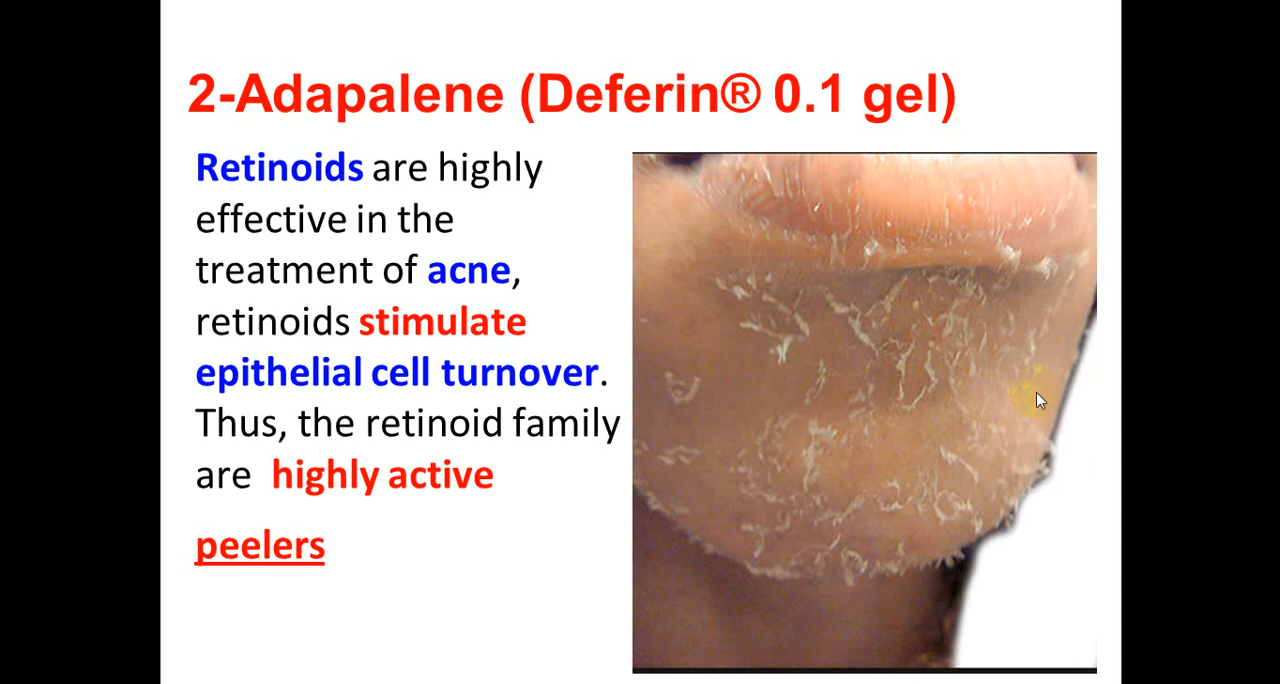 2-Adapalene (Deferin® 0.1 gel)
Retinoids are highly
effective in the
treatment of acne,
retinoids stimulate
epithelial cell turnover.
Thus, the retinoid family
are highly active
peelers